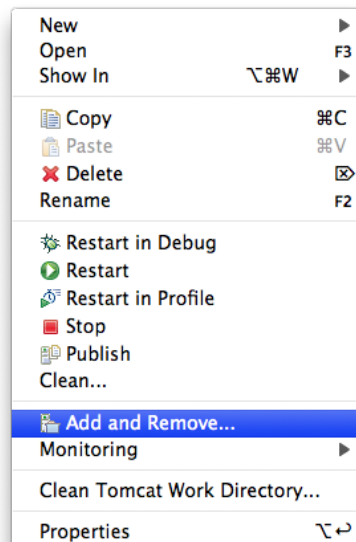 New
Open F3
Show In ⌥⌘W
Copy ⌘C
Paste ⌘V
Delete ⌦
Rename F2
Restart in Debug
Restart
Restart in Profile
Stop
Publish
Clean...
Add and Remove...
Monitoring
Clean Tomcat Work Directory...
Properties ⌥↩